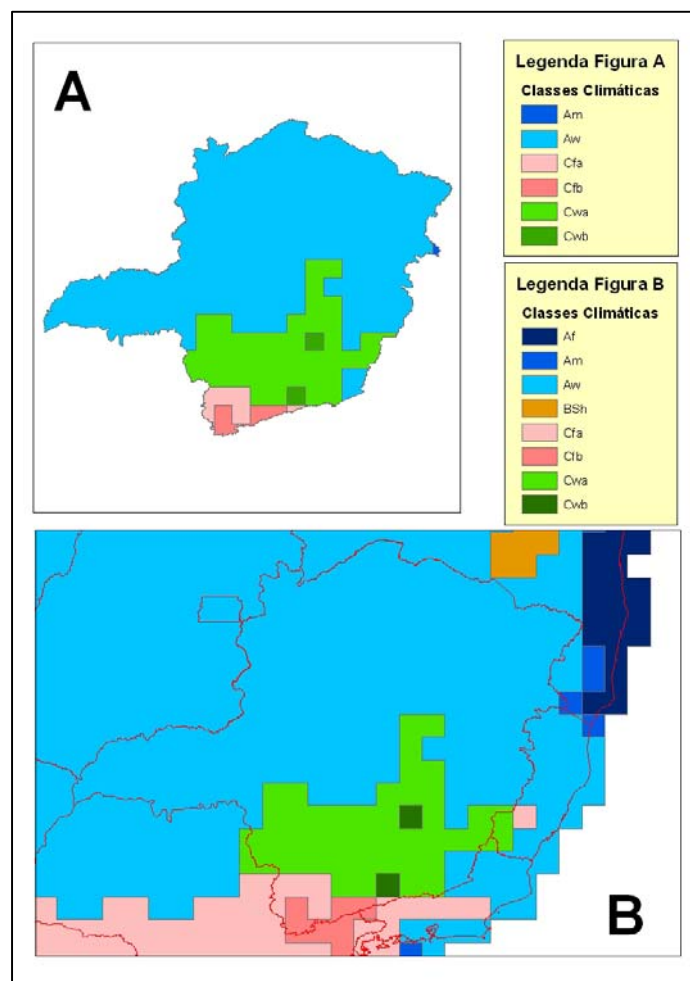 A
Legenda Figura A
Classes Climáticas
Am
Aw
Cfa
Cfb
Cwa
Cwb
Legenda Figura B
Classes Climáticas
Af
Am
Aw
BSh
Cfa
Cfb
Cwa
Cwb
B